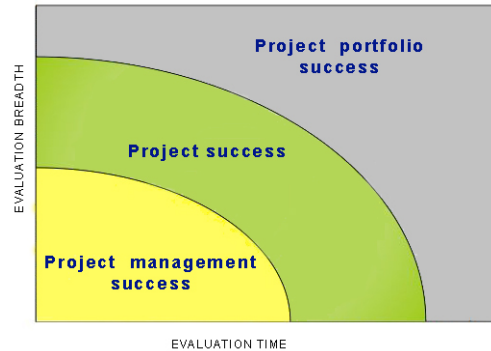 Project portfolio
success
Project success
Project management
success
EVALUATION BREADTH
EVALUATION TIME